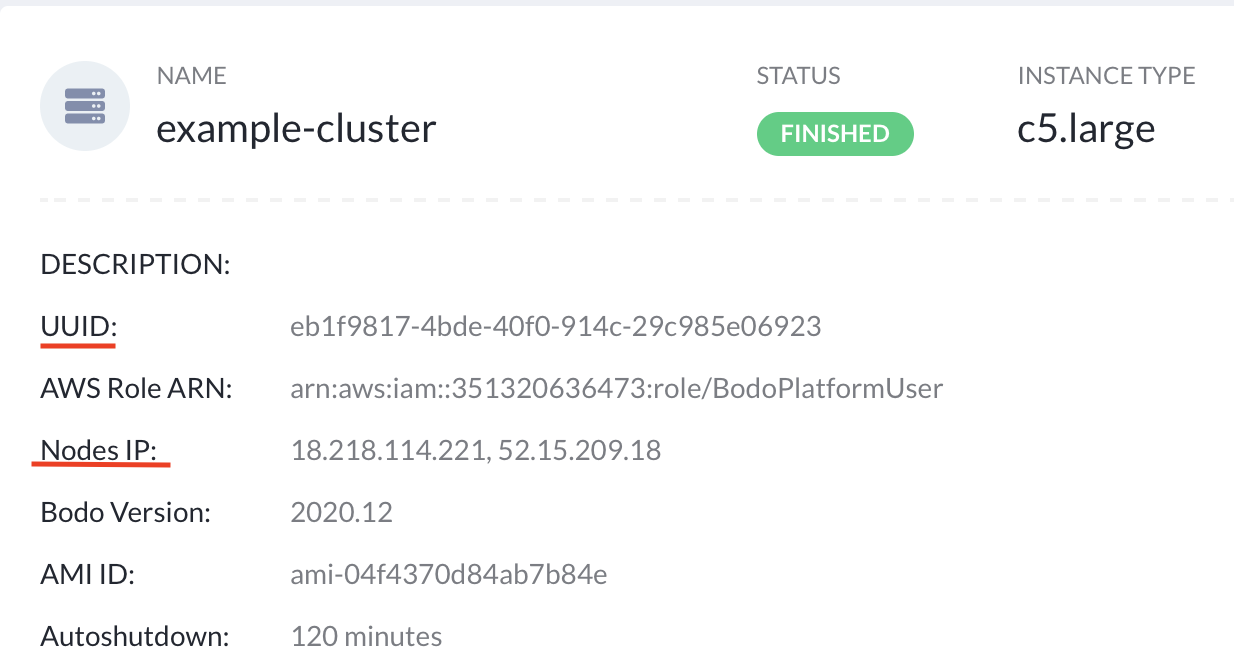 NAME STATUS INSTANCE TYPE
example-cluster FINISHED c5.large
DESCRIPTION:
UUID: eb1f9817-4bde-40f0-914c-29c985e06923
AWS Role ARN: arn:aws:iam::351320636473:role/BodoPlatformUser
Nodes IP: 18.218.114.221, 52.15.209.18
Bodo Version: 2020.12
AMI ID: ami-04f4370d84ab7b84e
Autoshutdown: 120 minutes